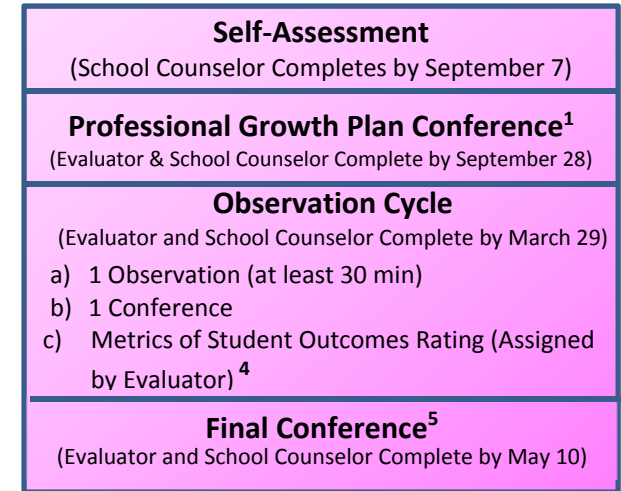 Self-Assessment
(School Counselor Completes by September 7)
Professional Growth Plan Conference¹
(Evaluator & School Counselor Complete by September 28)
Observation Cycle
(Evaluator and School Counselor Complete by March 29)
a) 1 Observation (at least 30 min)
b) 1 Conference
c) Metrics of Student Outcomes Rating (Assigned
by Evaluator) ⁴
Final Conference⁵
(Evaluator and School Counselor Complete by May 10)